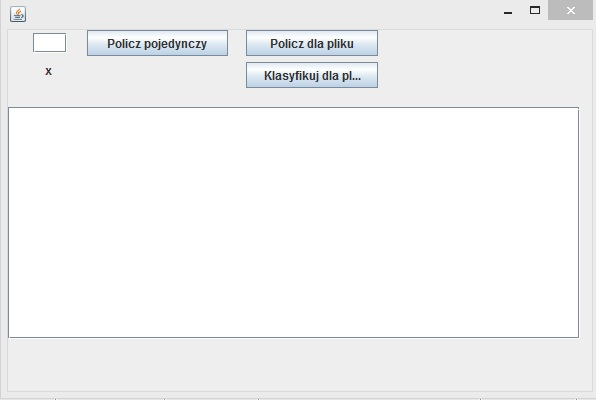 Policz pojedynczy
Policz dla pliku
x
Klasyfikuj dla pl...